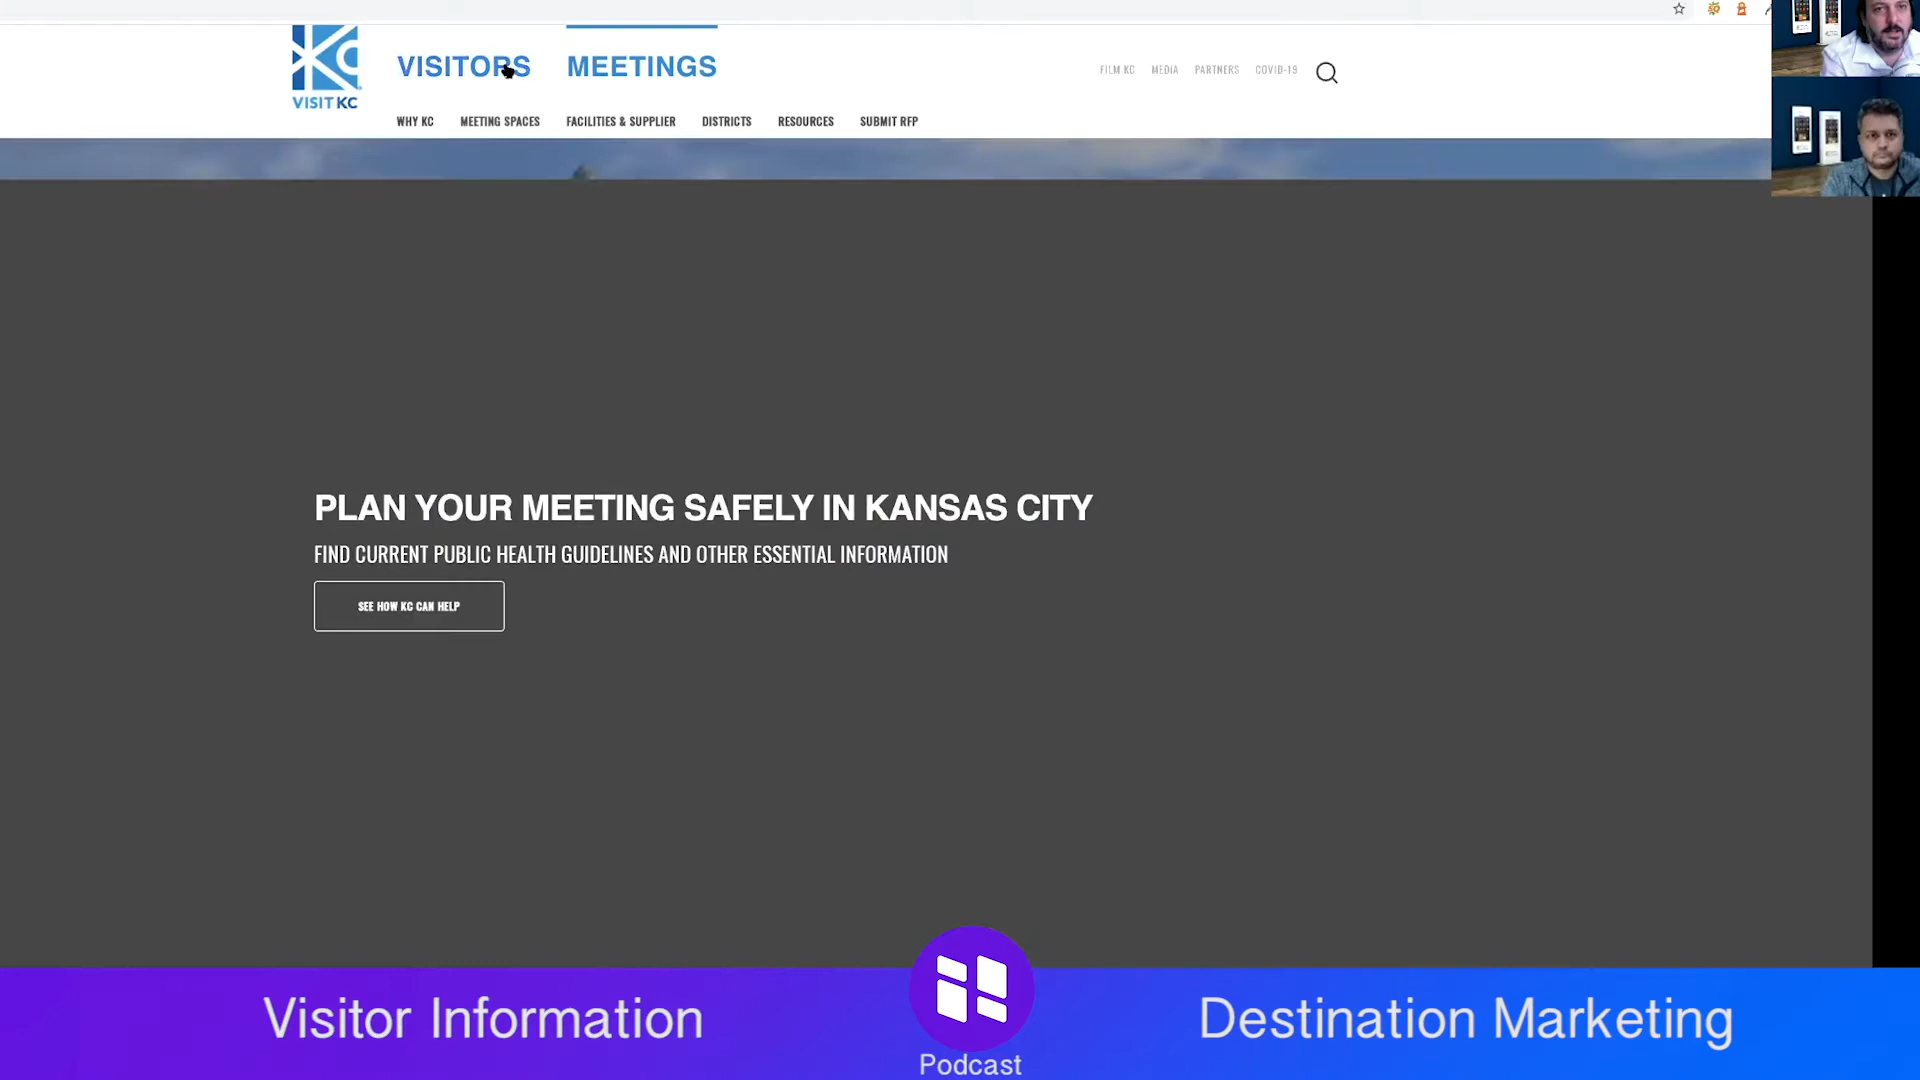 VISITORS
MEETINGS
FILM KC
MEDIA
PARTNERS
COVID-19
KC
VISIT KC
WHY KC
MEETING SPACES
FACILITIES & SUPPLIER
DISTRICTS
RESOURCES
SUBMIT RFP
PLAN YOUR MEETING SAFELY IN KANSAS CITY
FIND CURRENT PUBLIC HEALTH GUIDELINES AND OTHER ESSENTIAL INFORMATION
SEE HOW KC CAN HELP
Visitor Information
Destination Marketing
Podcast